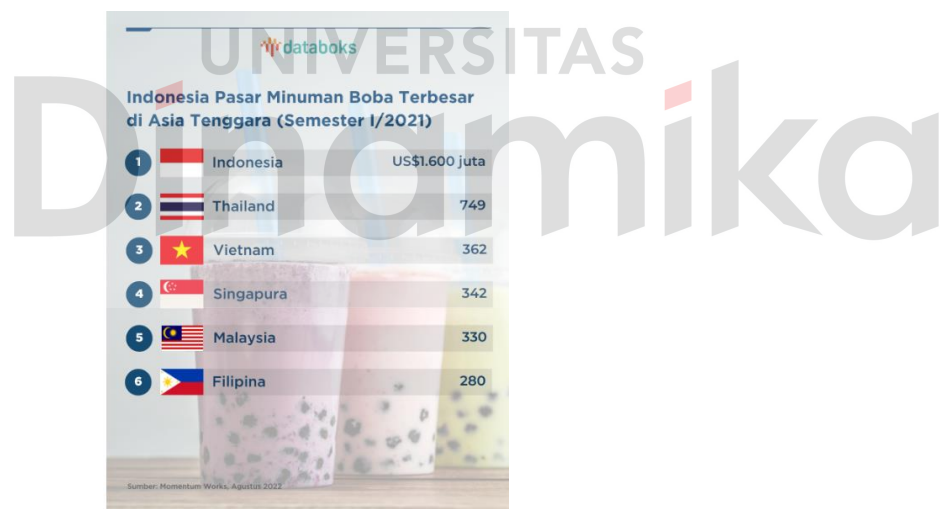 UNIVERSITAS
Dinamika
databoks
Indonesia Pasar Minuman Boba Terbesar
di Asia Tenggara (Semester I/2021)
1 Indonesia US$1.600 juta
2 Thailand 749
3 Vietnam 362
4 Singapura 342
5 Malaysia 330
6 Filipina 280
Sumber: Momentum Works, Agustus 2022